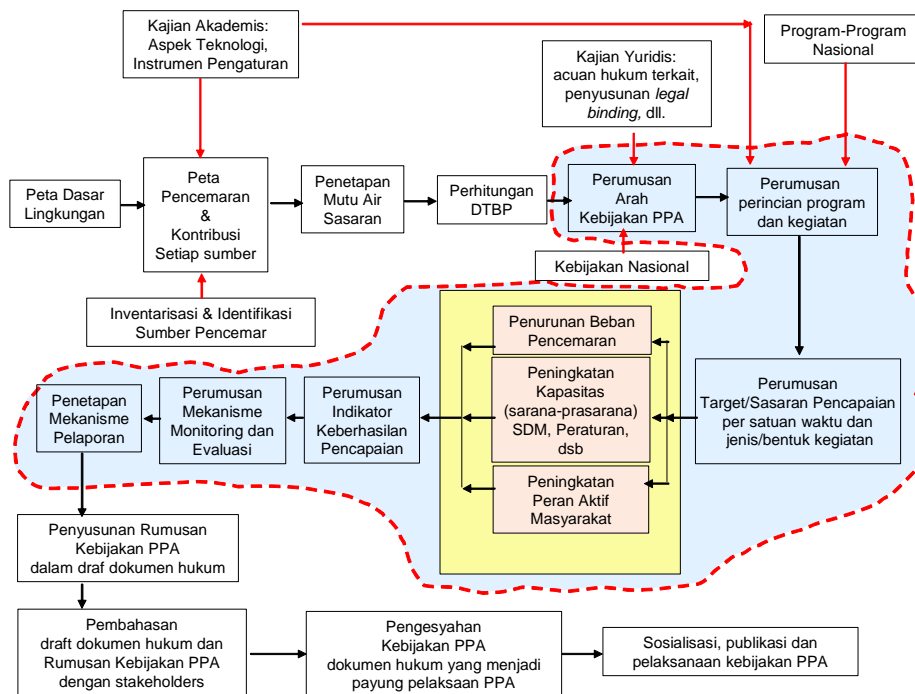 Kajian Akademis:
Aspek Teknologi,
Instrumen Pengaturan
Program-Program
Nasional
Kajian Yuridis:
acuan hukum terkait,
penyusunan legal
binding, dll.
Peta Dasar
Lingkungan
Peta
Pencemaran
&
Kontribusi
Setiap sumber
Penetapan
Mutu Air
Sasaran
Perhitungan
DTBP
Perumusan
Arah
Kebijakan PPA
Perumusan
perincian program
dan kegiatan
Kebijakan Nasional
Inventarisasi & Identifikasi
Sumber Pencemar
Penurunan Beban
Pencemaran
Peningkatan
Kapasitas
(sarana-prasarana)
SDM, Peraturan,
dsb
Peningkatan
Peran Aktif
Masyarakat
Perumusan
Target/Sasaran Pencapaian
per satuan waktu dan
jenis/bentuk kegiatan
Perumusan
Indikator
Keberhasilan
Pencapaian
Perumusan
Mekanisme
Monitoring dan
Evaluasi
Penetapan
Mekanisme
Pelaporan
Penyusunan Rumusan
Kebijakan PPA
dalam draf dokumen hukum
Pembahasan
draft dokumen hukum dan
Rumusan Kebijakan PPA
dengan stakeholders
Pengesyahan
Kebijakan PPA
dokumen hukum yang menjadi
payung pelaksaan PPA
Sosialisasi, publikasi dan
pelaksanaan kebijakan PPA